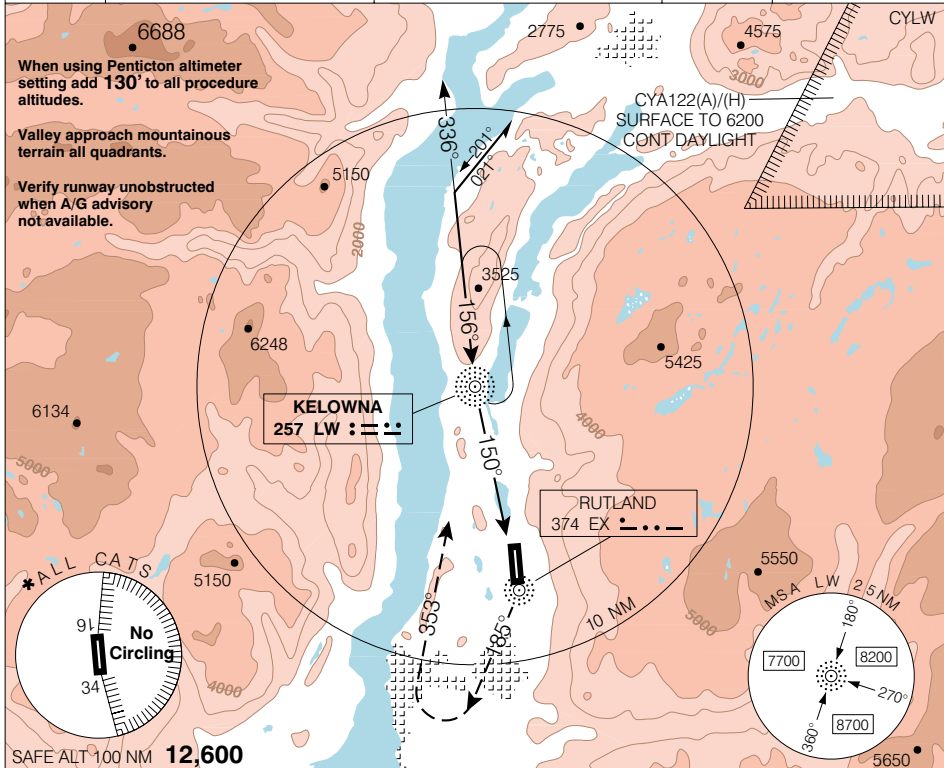 6688
2775
4575
CYLW
3000
When using Penticton altimeter
setting add 130' to all procedure
altitudes.
CYA122(A)/(H)
SURFACE TO 6200
CONT DAYLIGHT
Valley approach mountainous
terrain all quadrants.
336°
201°
021°
5150
Verify runway unobstructed
when A/G advisory
not available.
2000
3525
156°
6248
5425
KELOWNA
257 LW
6134
4000
150°
5000
RUTLAND
374 EX
5150
5550
ALL CATS
No
Circling
16
34
353°
185°
10 NM
5000
MSA LW 25NM
180°
7700
8200
270°
8700
360°
4000
SAFE ALT 100 NM 12,600
5650